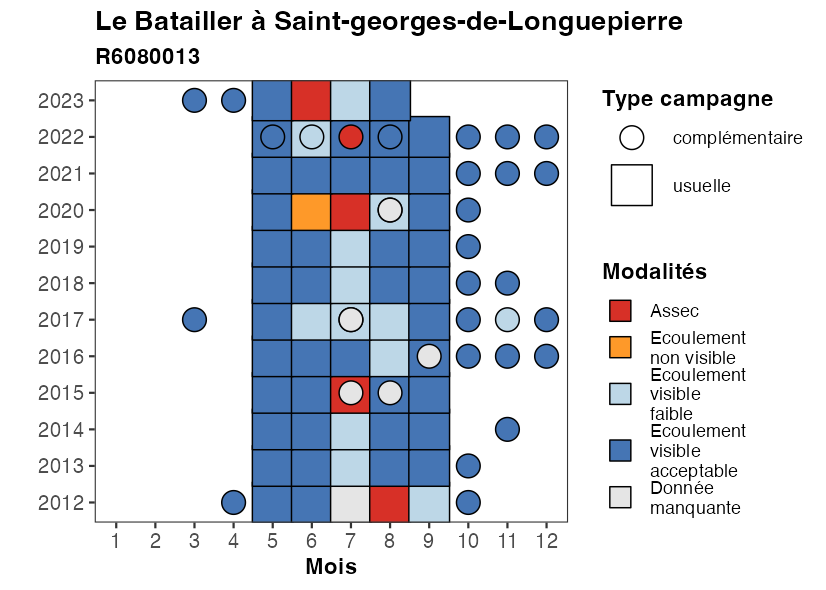 Le Batailler à Saint-georges-de-Longuepierre
R6080013
2023
2022
2021
2020
2019
2018
2017
2016
2015
2014
2013
2012
1 2 3 4 5 6 7 8 9 10 11 12
Mois
Type campagne
complémentaire
usuelle
Modalités
Assec
Ecoulement
non visible
Ecoulement
visible
faible
Ecoulement
visible
acceptable
Donnée
manquante